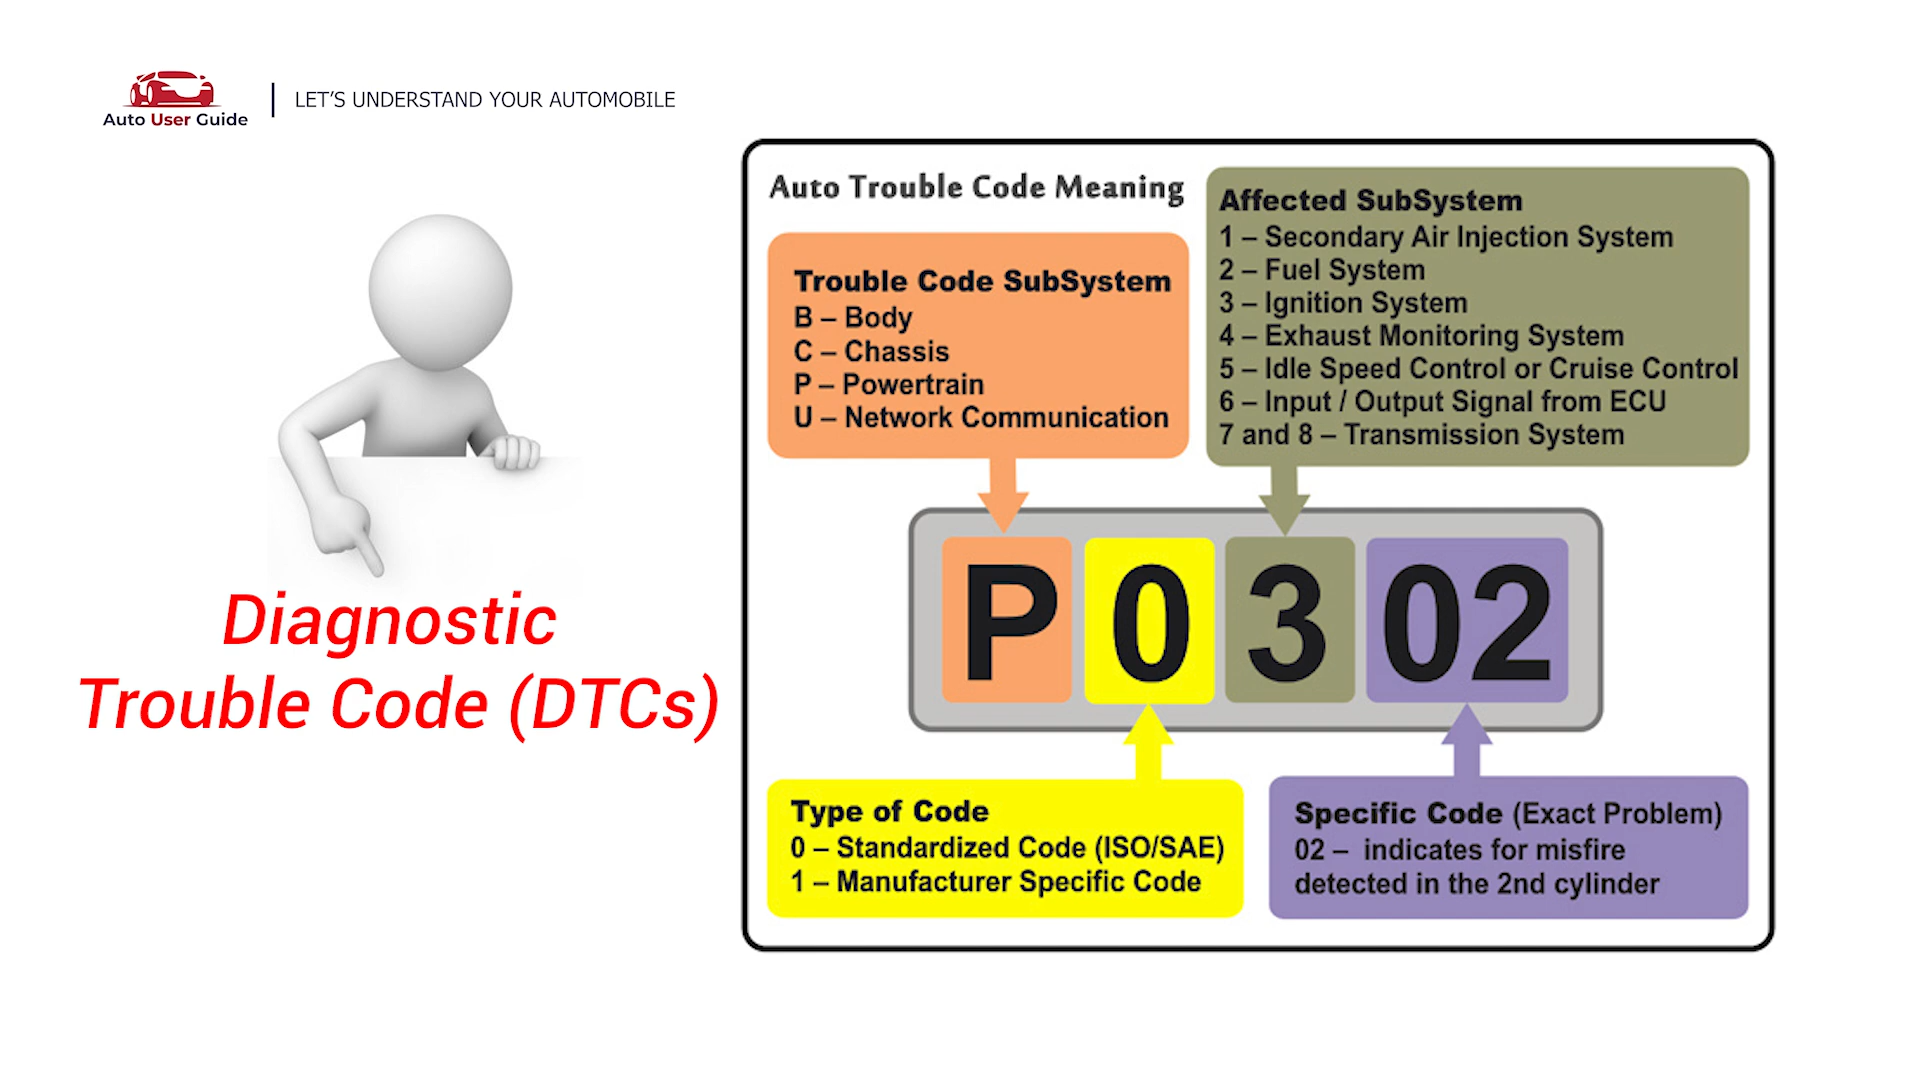 Auto User Guide
LET'S UNDERSTAND YOUR AUTOMOBILE
Diagnostic
Trouble Code (DTCs)
Auto Trouble Code Meaning
Trouble Code SubSystem
B – Body
C – Chassis
P – Powertrain
U – Network Communication
Affected SubSystem
1 – Secondary Air Injection System
2 – Fuel System
3 – Ignition System
4 – Exhaust Monitoring System
5 – Idle Speed Control or Cruise Control
6 – Input / Output Signal from ECU
7 and 8 – Transmission System
P 0 3 02
Type of Code
0 – Standardized Code (ISO/SAE)
1 – Manufacturer Specific Code
Specific Code (Exact Problem)
02 – indicates for misfire
detected in the 2nd cylinder